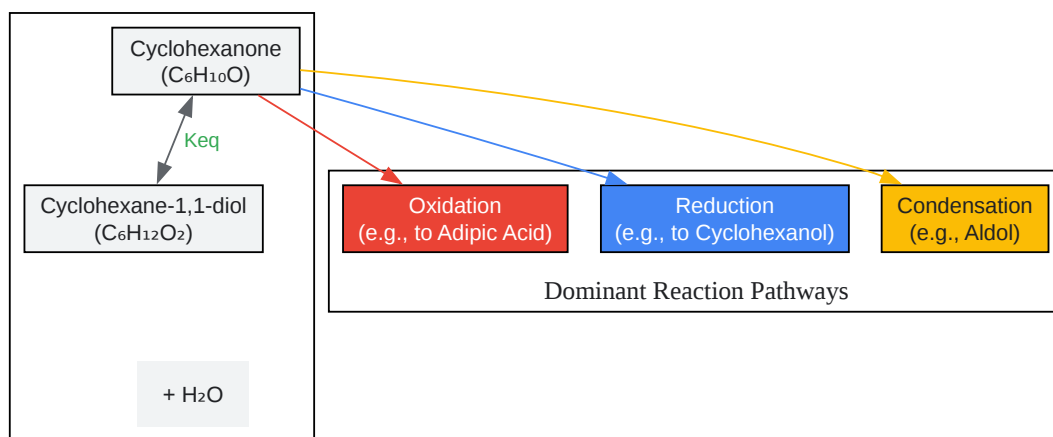 Cyclohexanone
(C₆H₁₀O)
Keq
Cyclohexane-1,1-diol
(C₆H₁₂O₂)
Oxidation
(e.g., to Adipic Acid)
Reduction
(e.g., to Cyclohexanol)
Condensation
(e.g., Aldol)
Dominant Reaction Pathways
+ H₂O